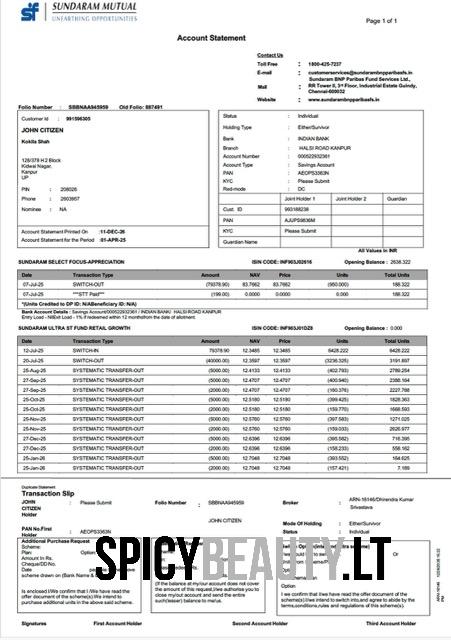 SUNDARAM MUTUAL
UNEARTHING OPPORTUNITIES
Page 1 of 1
Account Statement
Contact Us
Toll Free : 1800-425-7237
E-mail : customerservices@sundarambnpparibasfs.in
Sundaram BNP Paribas Fund Services Ltd.,
Mail : RR Tower II, 3rd Floor, Industrial Estate Guindy,
Chennai-600032
Website : www.sundarambnpparibasfs.in
Folio Number : SBBNAA945959 Old Folio: 887491
Customer Id : 991596305
JOHN CITIZEN
Kokila Shah
128/378 H2 Block
Kidwai Nagar,
Kanpur
UP
PIN : 208026
Phone : 2603957
Nominee : NA
Account Statement Printed On :11-DEC-26
Account Statement for the Period :01-APR-25
Status : Individual
Holding Type : Either/Survivor
Bank : INDIAN BANK
Branch : HALSI ROAD KANPUR
Account Number : 000522932361
Account Type : Savings Account
PAN : AEOPS3363N
KYC : Please Submit
Red-mode : DC
Joint Holder 1 Joint Holder 2 Guardian
Cust. ID 993188238
PAN AJUPS9836M
KYC Please Submit
Guardian Name
All Values in INR
SUNDARAM SELECT FOCUS-APPRECIATION ISIN CODE: INF903J02616 Opening Balance : 2638.322
Date Transaction Type Amount NAV Price Units Total Units
07-Jul-25 SWITCH-OUT (79378.90) 83.7662 83.7662 (950.000) 188.322
07-Jul-25 ***STT Paid*** (199.00) 0.0000 0.0000 0.000 188.322
*(Units Credited to DP ID: N/ABeneficiary ID: N/A)
Bank Account Details : Savings Account/000522932361 / INDIAN BANK/ HALSI ROAD KANPUR
Entry Load - Nil/Exit Load - 1% if redeemed within 12 monthsfrom the date of allotment.
SUNDARAM ULTRA ST FUND RETAIL GROWTH ISIN CODE: INF903J01DZ8 Opening Balance : 0.000
Date Transaction Type Amount NAV Price Units Total Units
12-Jul-25 SWITCH-IN 79378.90 12.3485 12.3485 6428.222 6428.222
20-Jul-25 SWITCH-OUT (40000.00) 12.3597 12.3597 (3236.325) 3191.897
25-Aug-25 SYSTEMATIC TRANSFER-OUT (5000.00) 12.4133 12.4133 (402.793) 2789.254
27-Sep-25 SYSTEMATIC TRANSFER-OUT (5000.00) 12.4707 12.4707 (400.940) 2388.164
27-Sep-25 SYSTEMATIC TRANSFER-OUT (2000.00) 12.4707 12.4707 (160.376) 2227.788
25-Oct-25 SYSTEMATIC TRANSFER-OUT (5000.00) 12.5180 12.5180 (399.425) 1828.363
25-Oct-25 SYSTEMATIC TRANSFER-OUT (2000.00) 12.5180 12.5180 (159.770) 1668.593
25-Nov-25 SYSTEMATIC TRANSFER-OUT (5000.00) 12.5760 12.5760 (397.583) 1271.025
25-Nov-25 SYSTEMATIC TRANSFER-OUT (2000.00) 12.5760 12.5760 (159.033) 2626.977
27-Dec-25 SYSTEMATIC TRANSFER-OUT (5000.00) 12.6396 12.6396 (395.582) 716.395
27-Dec-25 SYSTEMATIC TRANSFER-OUT (2000.00) 12.6396 12.6396 (158.233) 558.162
25-Jan-26 SYSTEMATIC TRANSFER-OUT (5000.00) 12.7048 12.7048 (393.552) 164.625
25-Jan-26 SYSTEMATIC TRANSFER-OUT (2000.00) 12.7048 12.7048 (157.421) 7.189
Duplicate Statement
Transaction Slip
JOHN CITIZEN Holder : Please Submit
Folio Number : SBBNAA945959
JOHN CITIZEN
Broker : ARN-16146/Dhirendra Kumar Srivastava
PAN No.First Holder : AEOPS3363N
Mode Of Holding : Either/Survivor
Status : Individual
Additional Purchase Request
Scheme:
Plan: Option
Amount In Rs.
Cheque/DD No.
Date
scheme drawn on (Bank Name &
Is enclosed I/We confirm that I have read the offer
document of the scheme(s).I/We intend to
purchase additional units in the above said scheme.
(If the balance at my/our account does not cover
the amount of this request,I/we authorize you to
close my/our account and send the entire
such(lesser) balance to me/us.
Or
Option
I we confirm that I we have read the offer document of
the scheme(s)I/we intend to switch into,and agree to abide by the
terms,conditions,rules and regulations of this scheme(s).
SPICYBEAUTY.LT
Signatures First Account Holder Second Account Holder Third Account Holder